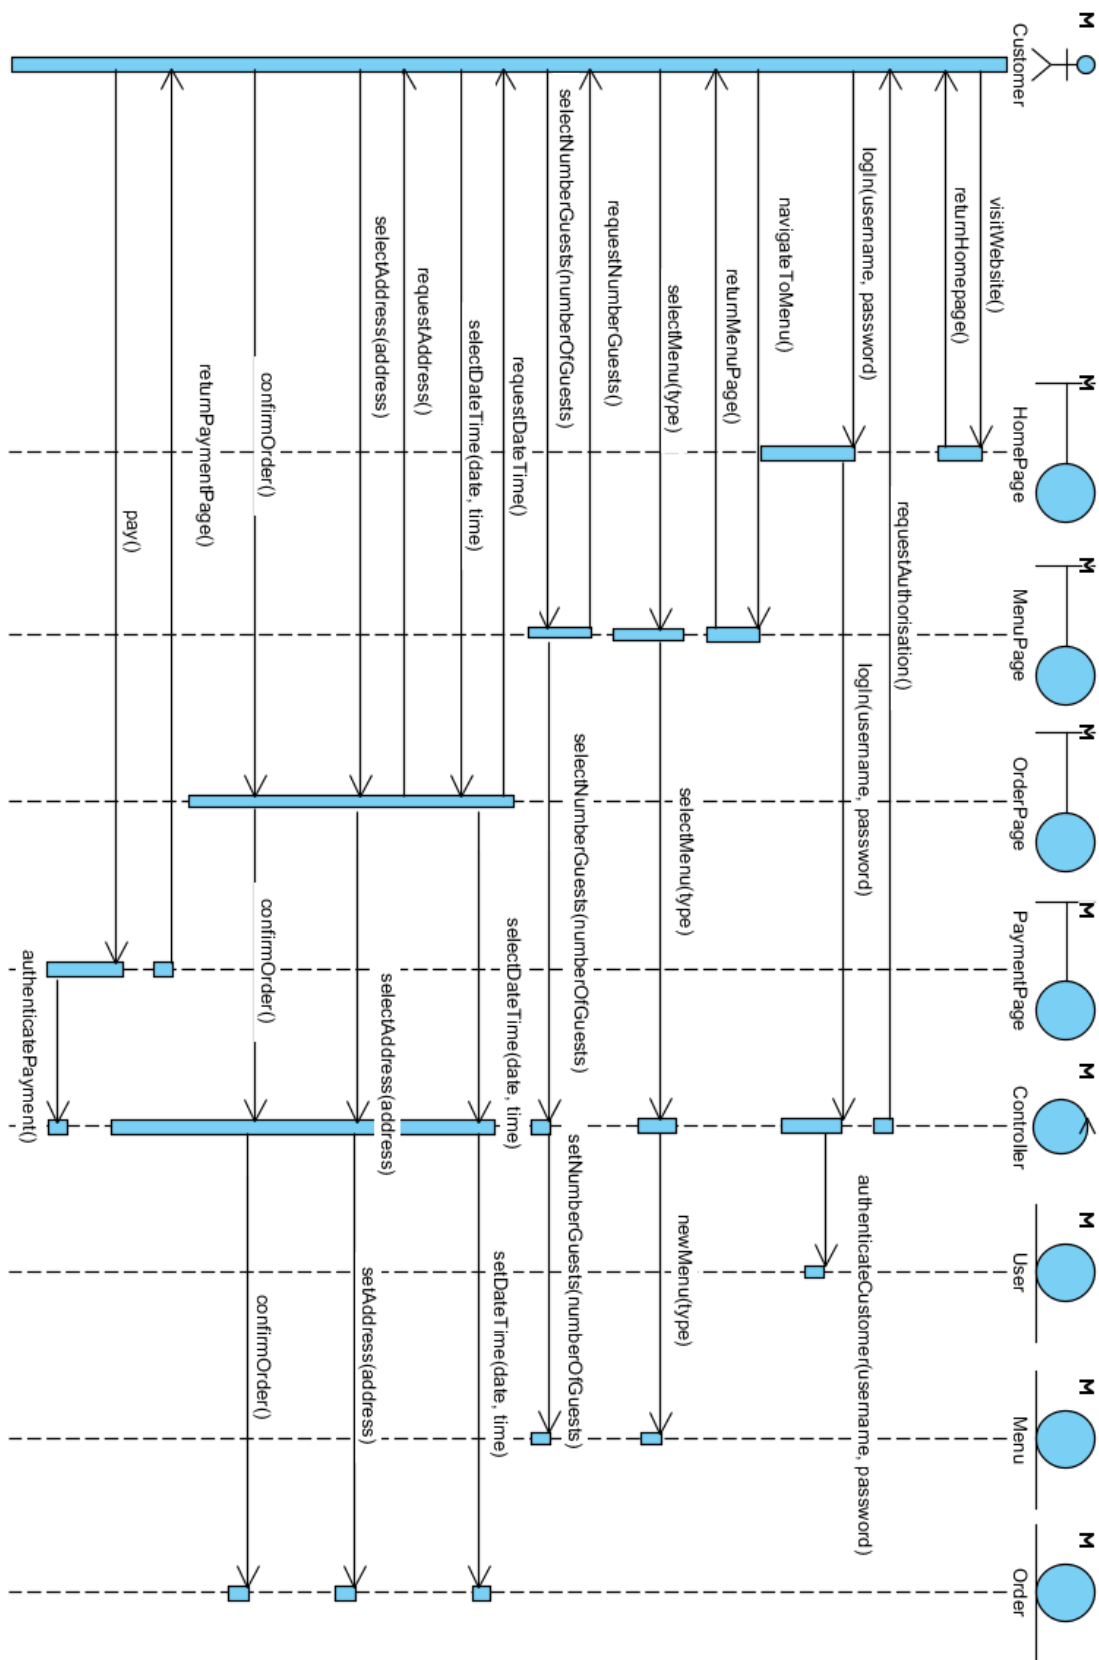 Customer
HomePage
MenuPage
OrderPage
PaymentPage
Controller
User
Menu
Order
visitWebsite()
returnHomepage()
requestAuthorisation()
logIn(username, password)
logIn(username, password)
authenticateCustomer(username, password)
navigateToMenu()
returnMenuPage()
selectMenu(type)
selectMenu(type)
newMenu(type)
requestNumberGuests()
selectNumberGuests(numberOfGuests)
selectNumberGuests(numberOfGuests)
setNumberGuests(numberOfGuests)
requestDateTime()
selectDateTime(date, time)
selectDateTime(date, time)
setDateTime(date, time)
requestAddress()
selectAddress(address)
selectAddress(address)
setAddress(address)
confirmOrder()
confirmOrder()
confirmOrder()
returnPaymentPage()
pay()
authenticatePayment()